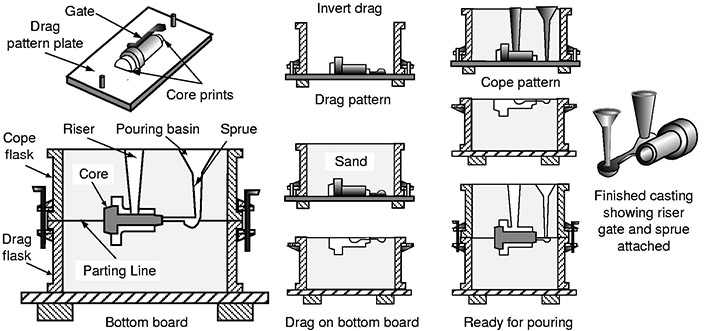 Gate
Drag
pattern plate
Core prints
Invert drag
Drag pattern
Cope pattern
Cope
flask
Riser
Pouring basin
Sprue
Core
Sand
Drag
flask
Parting Line
Bottom board
Drag on bottom board
Ready for pouring
Finished casting
showing riser
gate and sprue
attached